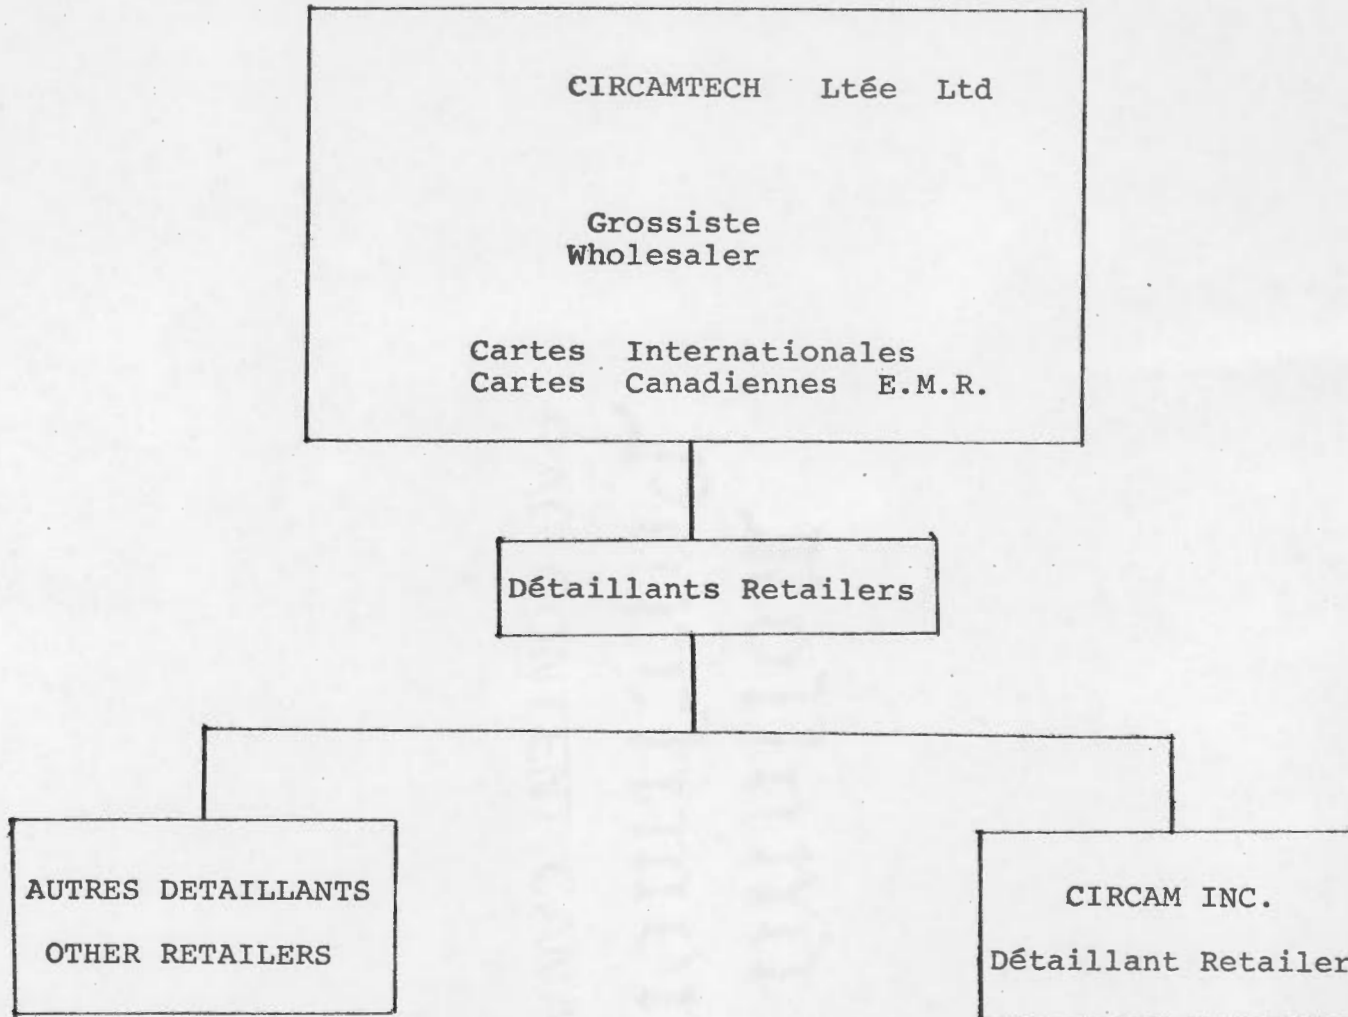 CIRCAMTECH Ltée Ltd
Grossiste
Wholesaler
Cartes Internationales
Cartes Canadiennes E.M.R.
Détaillants Retailers
AUTRES DETAILLANTS
OTHER RETAILERS
CIRCAM INC.
Détaillant Retailer